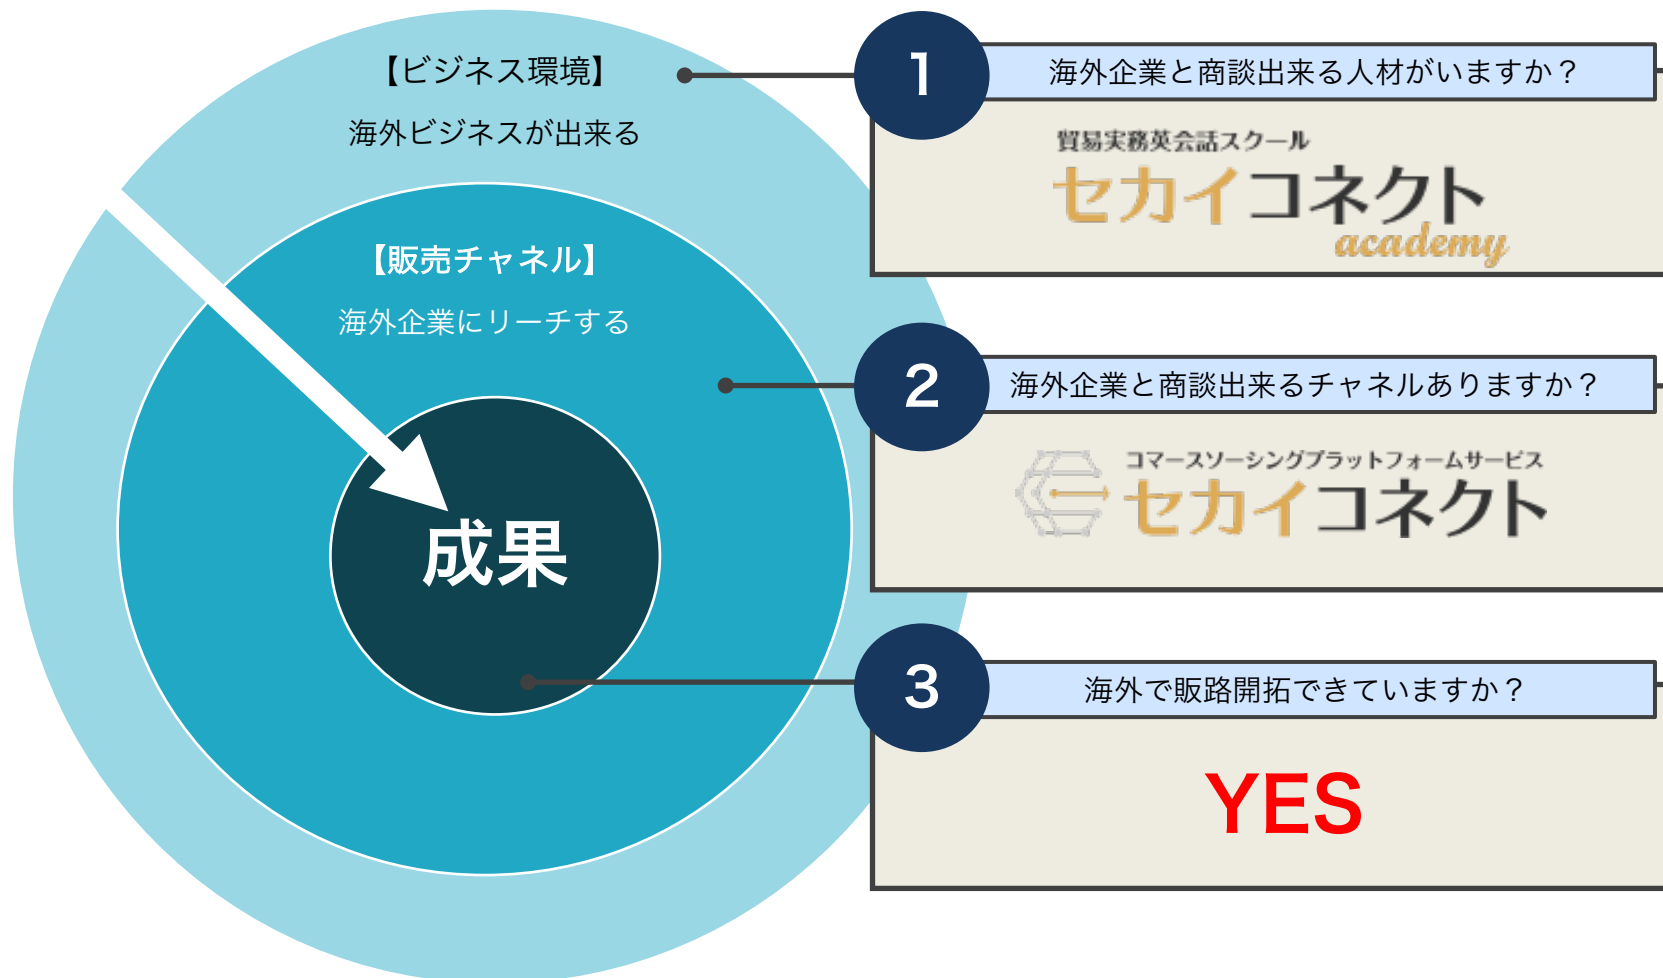 【ビジネス環境】
海外ビジネスが出来る
【販売チャネル】
海外企業にリーチする
成果
1
海外企業と商談出来る人材がいますか？
貿易実務英会話スクール
セカイコネクト
academy
2
海外企業と商談出来るチャネルありますか？
コマースソーシングプラットフォームサービス
セカイコネクト
3
海外で販路開拓できていますか？
YES